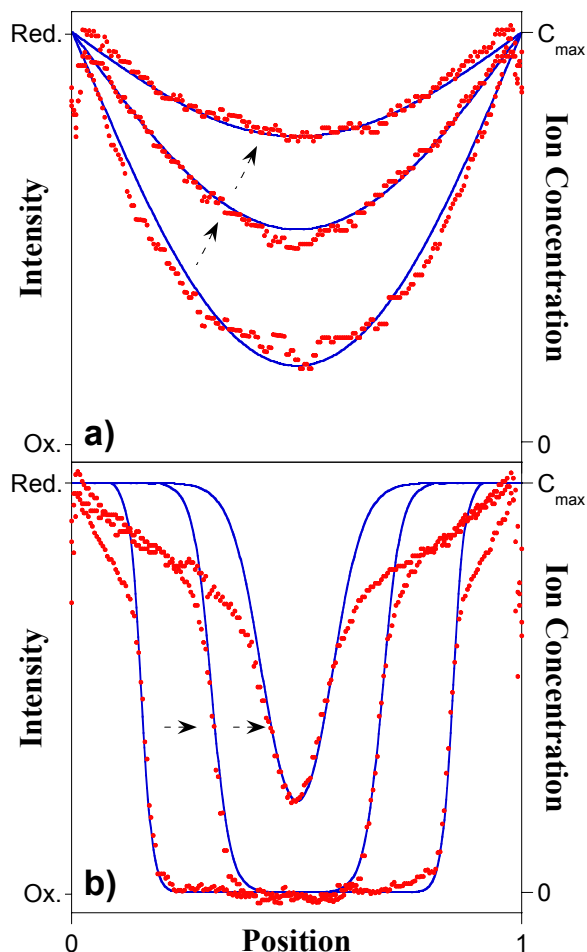 Red.
C max
Intensity
Ion Concentration
Ox.
a)
0
Red.
C max
Intensity
Ion Concentration
Ox.
b)
0
0
Position
1